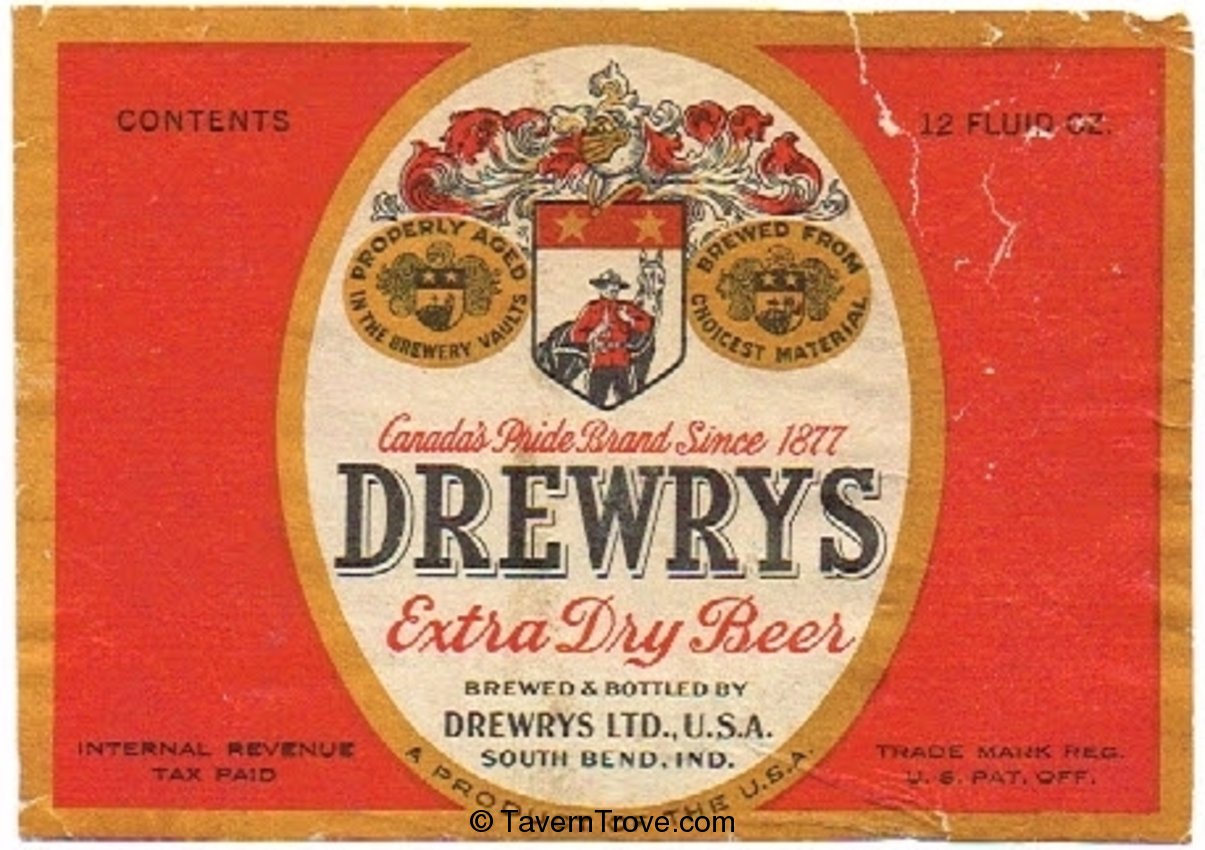 CONTENTS
12 FLUID OZ.
PROPERLY AGED
IN THE BREWERY VAULTS
BREWED FROM
CHOICEST MATERIAL
Canada's Pride Brand Since 1877
DREWRYS
Extra Dry Beer
BREWED & BOTTLED BY
DREWRYS LTD., U.S.A.
SOUTH BEND, IND.
INTERNAL REVENUE
TAX PAID
A PRODUCT OF THE U.S.A.
TRADE MARK REG.
U. S. PAT. OFF.
© TavernTrove.com